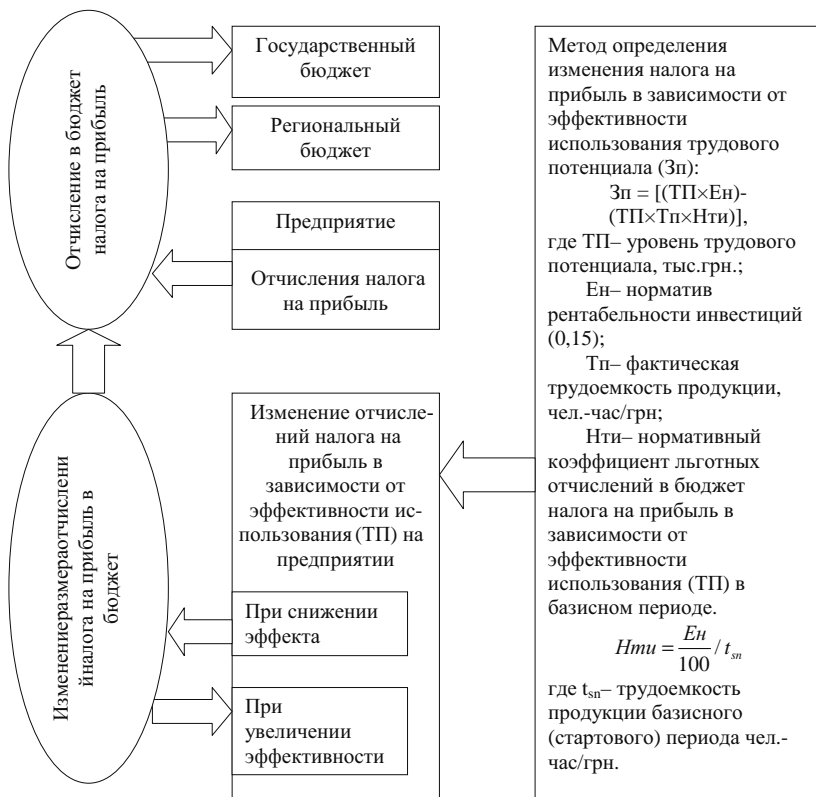 Отчисление в бюджет
налога на прибыль
Государственный
бюджет
Региональный
бюджет
Предприятие
Отчисления налога
на прибыль
Изменениеразмераотчислени
йналога на прибыль в
бюджет
Изменение отчисле-
ний налога на
прибыль в
зависимости от
эффективности ис-
пользования (ТП) на
предприятии
При снижении
эффекта
При
увеличении
эффективности
Метод определения
изменения налога на
прибыль в зависимости от
эффективности
использования трудового
потенциала (Зп):
Зп = [(ТП×Ен)-
(ТП×Тп×Нти)],
где ТП– уровень трудового
потенциала, тыс.грн.;
Ен– норматив
рентабельности инвестиций
(0,15);
Тп– фактическая
трудоемкость продукции,
чел.-час/грн;
Нти– нормативный
коэффициент льготных
отчислений в бюджет
налога на прибыль в
зависимости от
эффективности
использования (ТП) в
базисном периоде.
Нти = Ен/100 / t_sn
где t_sn– трудоемкость
продукции базисного
(стартового) периода чел.-
час/грн.